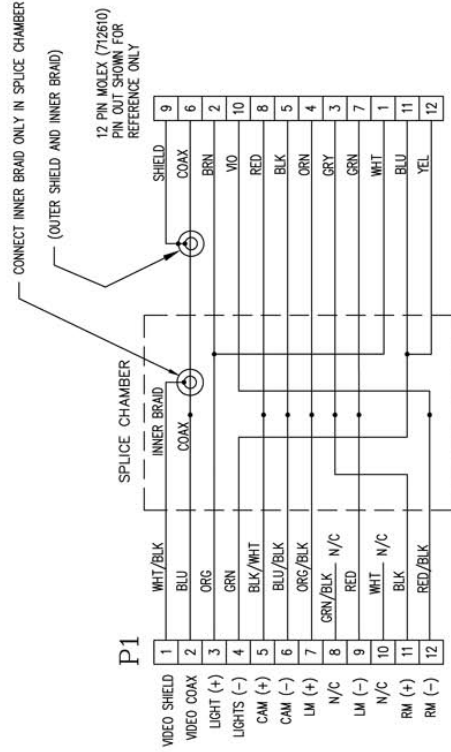 CONNECT INNER BRAID ONLY IN SPLICE CHAMBER
(OUTER SHIELD AND INNER BRAID)
12 PIN MOLEX (712610)
PIN OUT SHOWN FOR
REFERENCE ONLY
SPLICE CHAMBER
P1
VIDEO SHIELD 1 WHT/BLK INNER BRAID SHIELD 9
VIDEO COAX 2 BLU COAX COAX 6
LIGHT (+) 3 ORG BRN 2
LIGHTS (-) 4 GRN VIO 10
CAM (+) 5 BLK/WHT RED 8
CAM (-) 6 BLU/BLK BLK 5
LM (+) 7 ORG/BLK ORN 4
N/C 8 GRN/BLK N/C GRY 3
LM (-) 9 RED GRN 7
N/C 10 WHT N/C WHT 1
RM (+) 11 BLK BLU 11
RM (-) 12 RED/BLK YEL 12